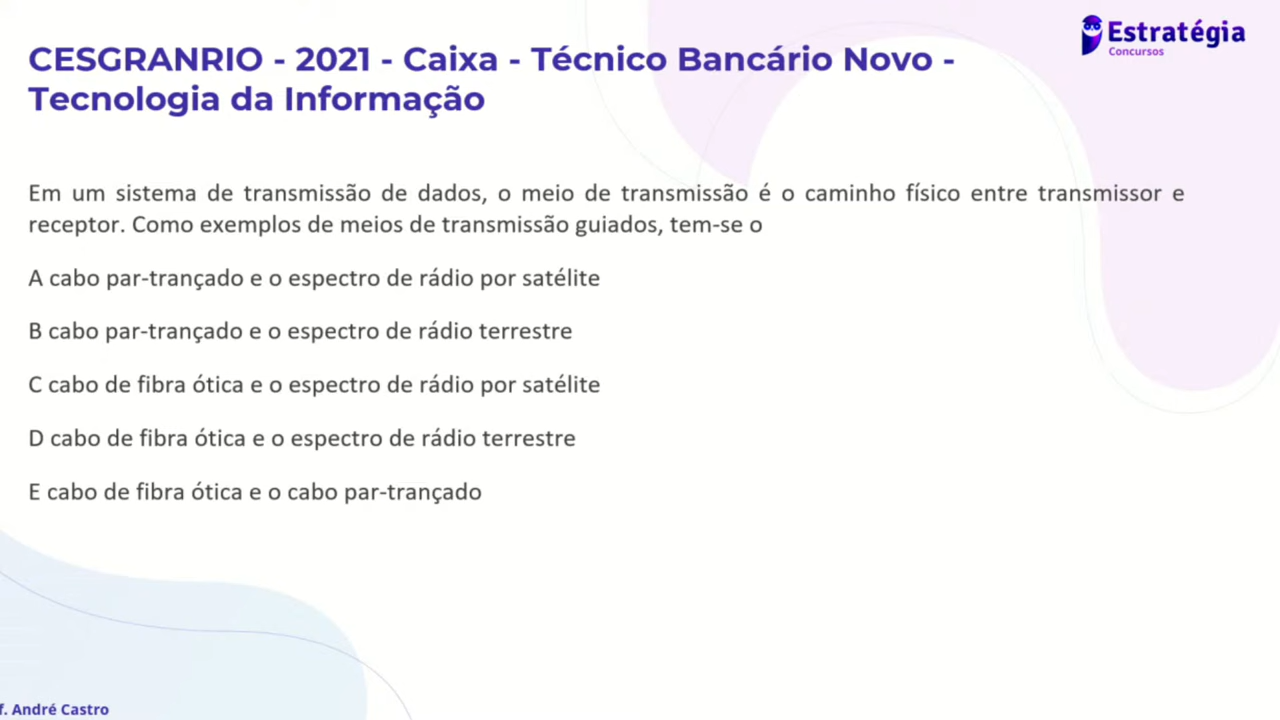 Estratégia
Concursos
CESGRANRIO - 2021 - Caixa - Técnico Bancário Novo -
Tecnologia da Informação
Em um sistema de transmissão de dados, o meio de transmissão é o caminho físico entre transmissor e
receptor. Como exemplos de meios de transmissão guiados, tem-se o
A cabo par-trançado e o espectro de rádio por satélite
B cabo par-trançado e o espectro de rádio terrestre
C cabo de fibra ótica e o espectro de rádio por satélite
D cabo de fibra ótica e o espectro de rádio terrestre
E cabo de fibra ótica e o cabo par-trançado
f. André Castro